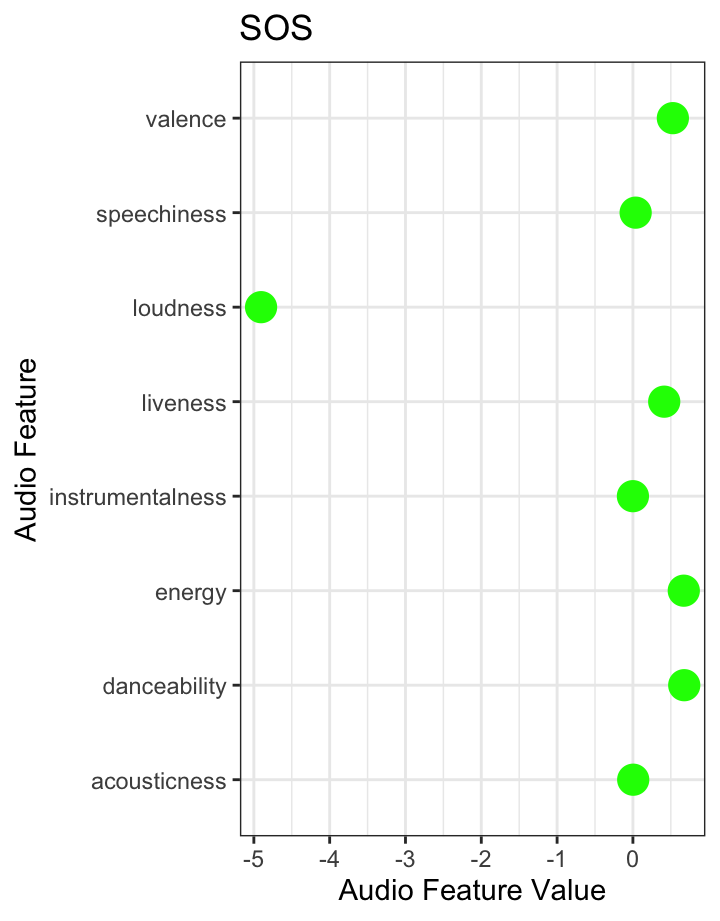 SOS
valence
speechiness
loudness
liveness
instrumentalness
energy
danceability
acousticness
Audio Feature
-5 -4 -3 -2 -1 0
Audio Feature Value